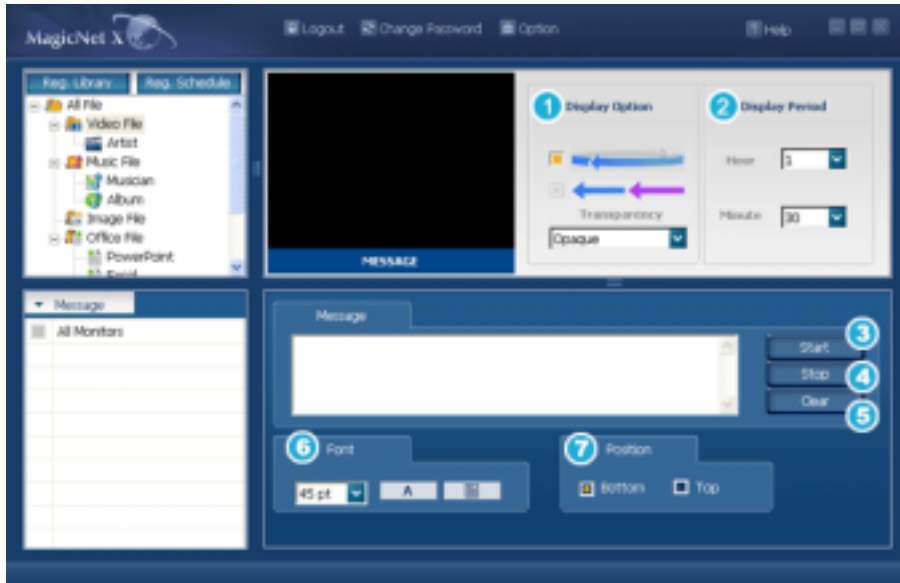 MagicNet X
Logout Change Password Option Help
Reg. Library Reg. Schedule
All File
Video File
Artist
Music File
Musician
Album
Image File
Office File
PowerPoint
Excel
MESSAGE
1 Display Option
Transparency
Opaque
2 Display Period
Hour 1
Minute 30
Message
All Monitors
Message
Start 3
Stop 4
Clear 5
6 Font
45 pt A
7 Position
Bottom Top